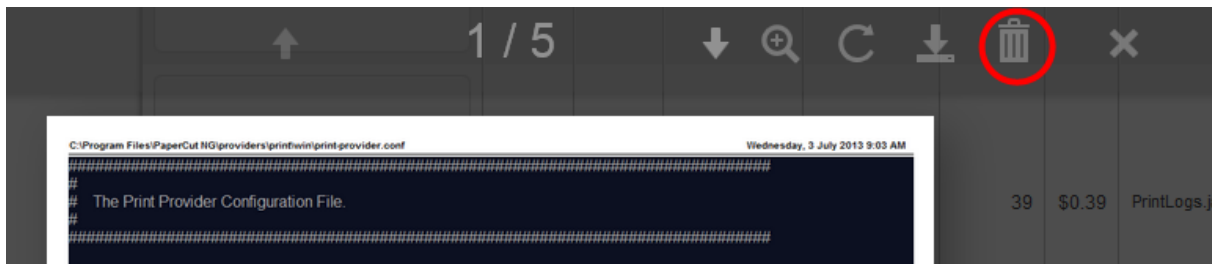 1 / 5
C:\Program Files\PaperCut NG\providers\print\win\print-provider.conf Wednesday, 3 July 2013 9:03 AM
#
# The Print Provider Configuration File.
#
39 $0.39 PrintLogs.j